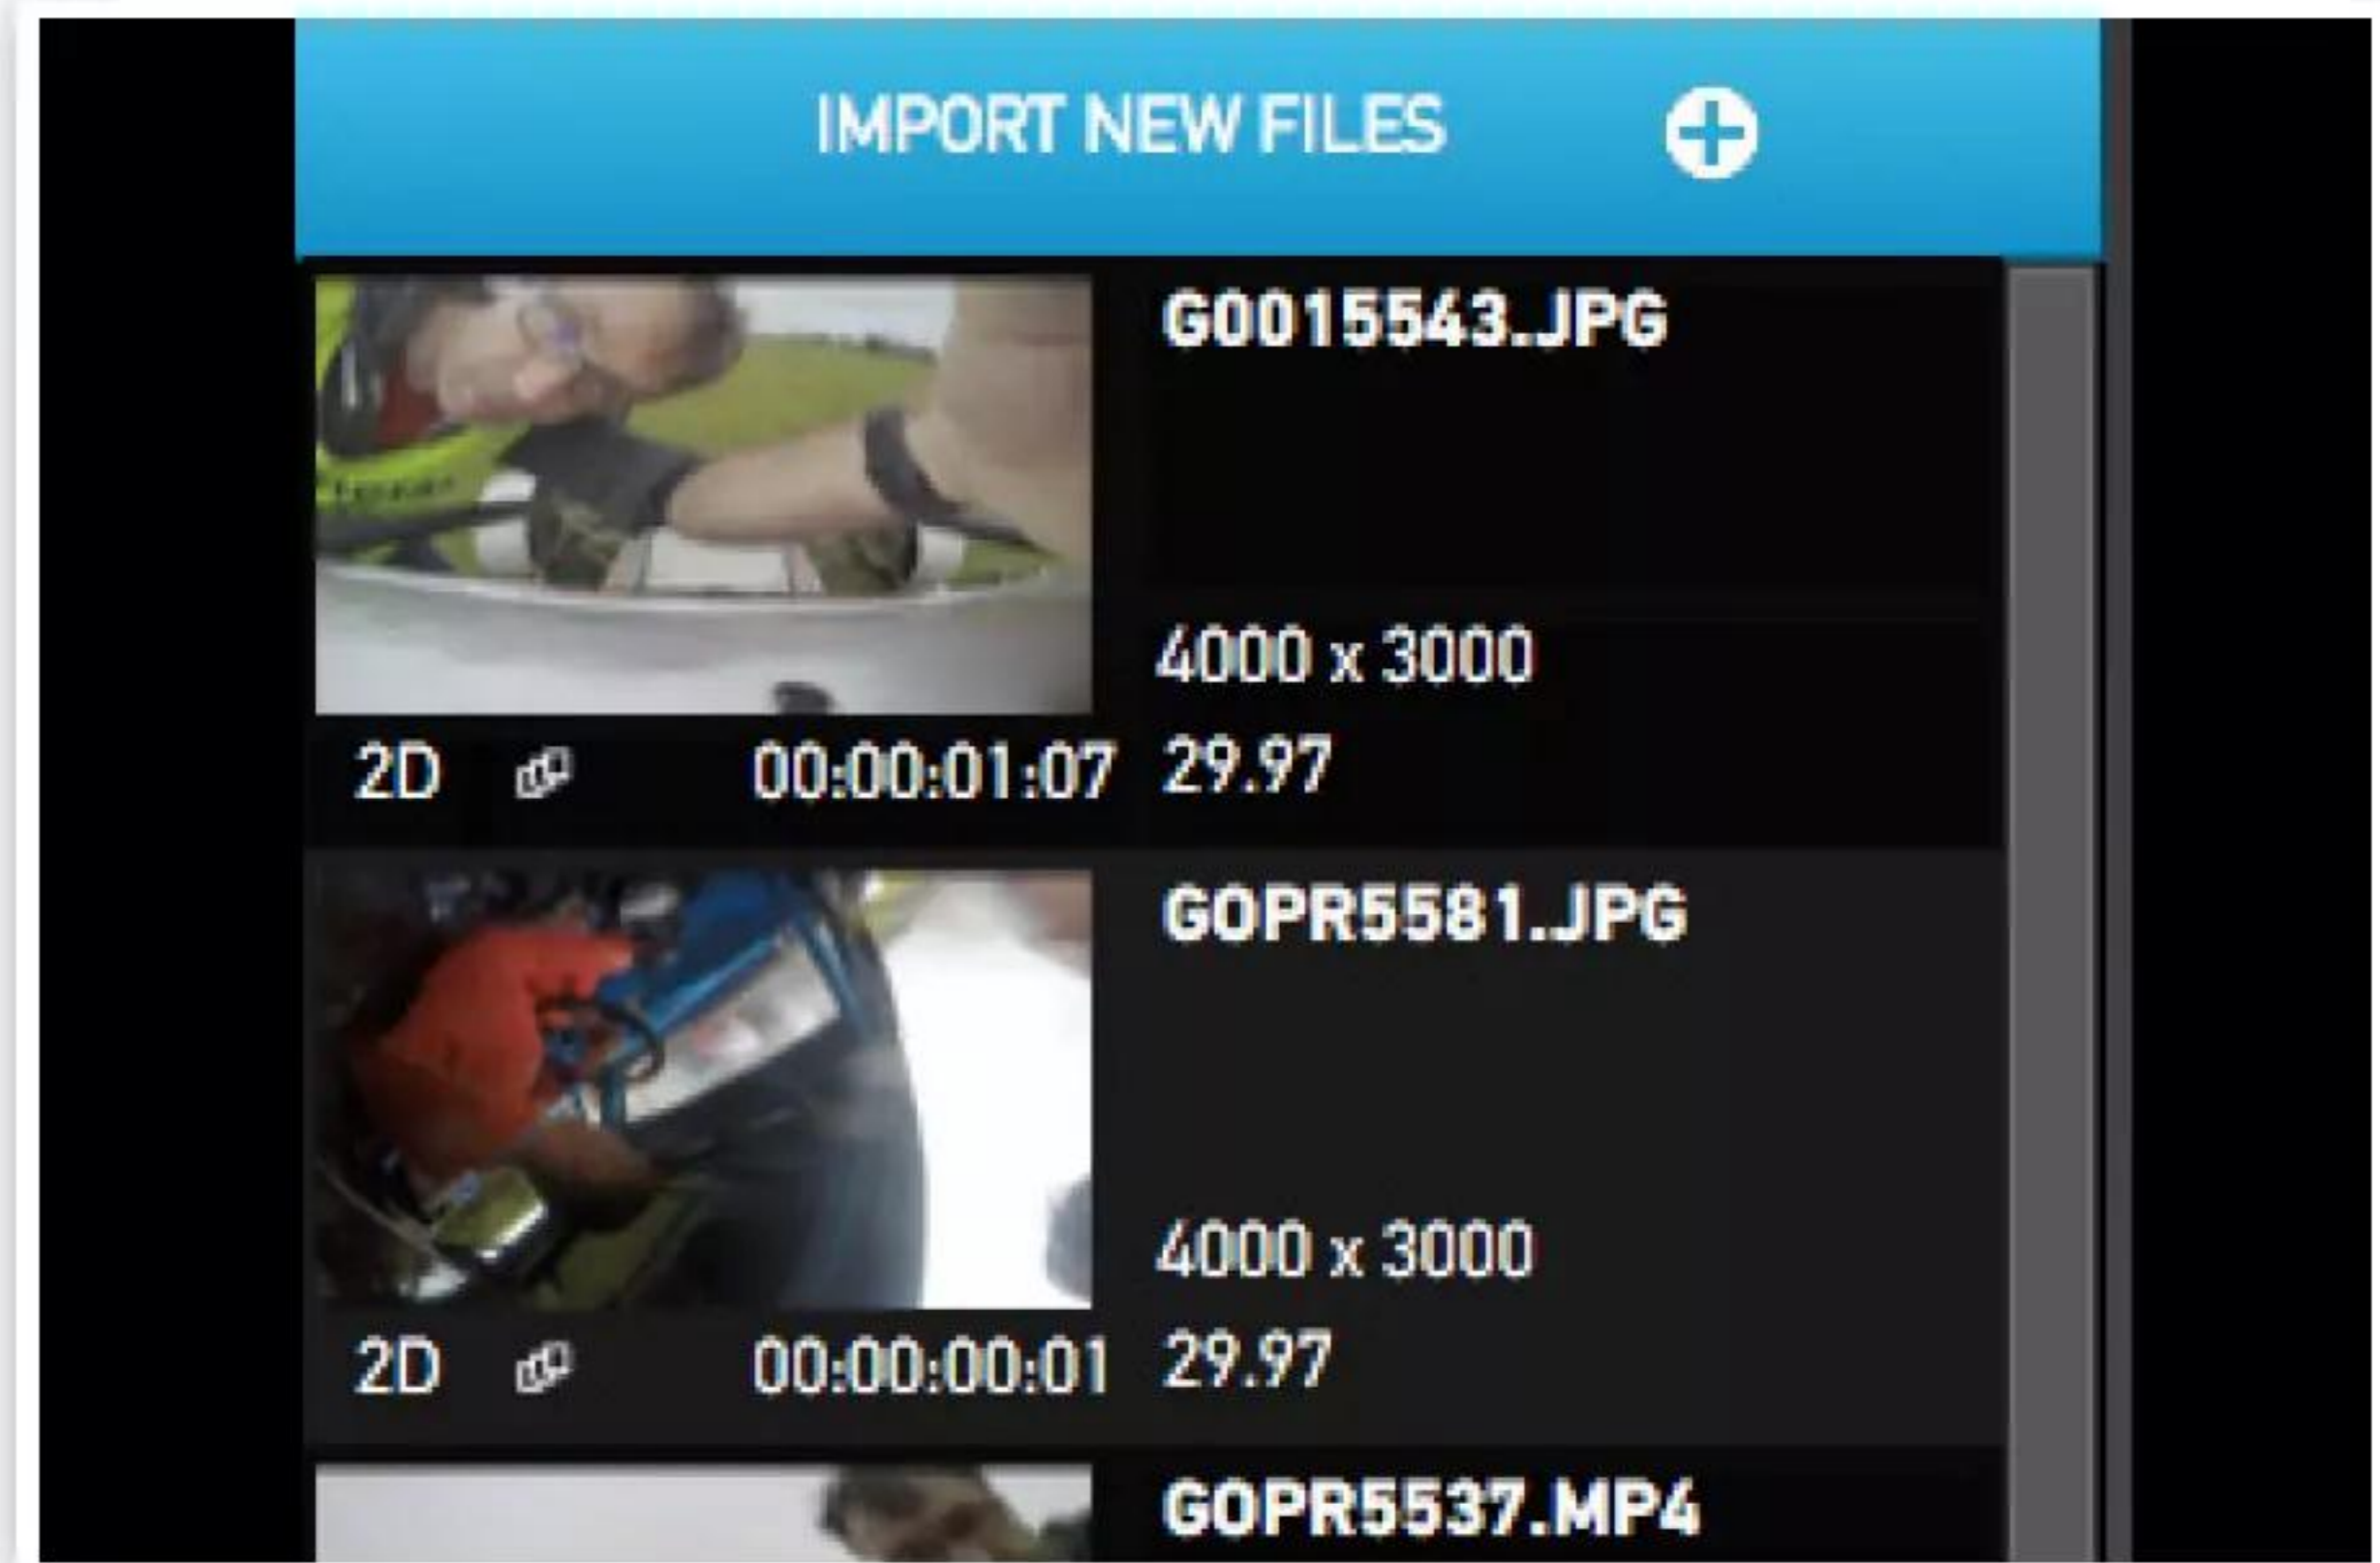 IMPORT NEW FILES
G0015543.JPG
4000 x 3000
2D 00:00:01:07 29.97
GOPR5581.JPG
4000 x 3000
2D 00:00:00:01 29.97
GOPR5537.MP4